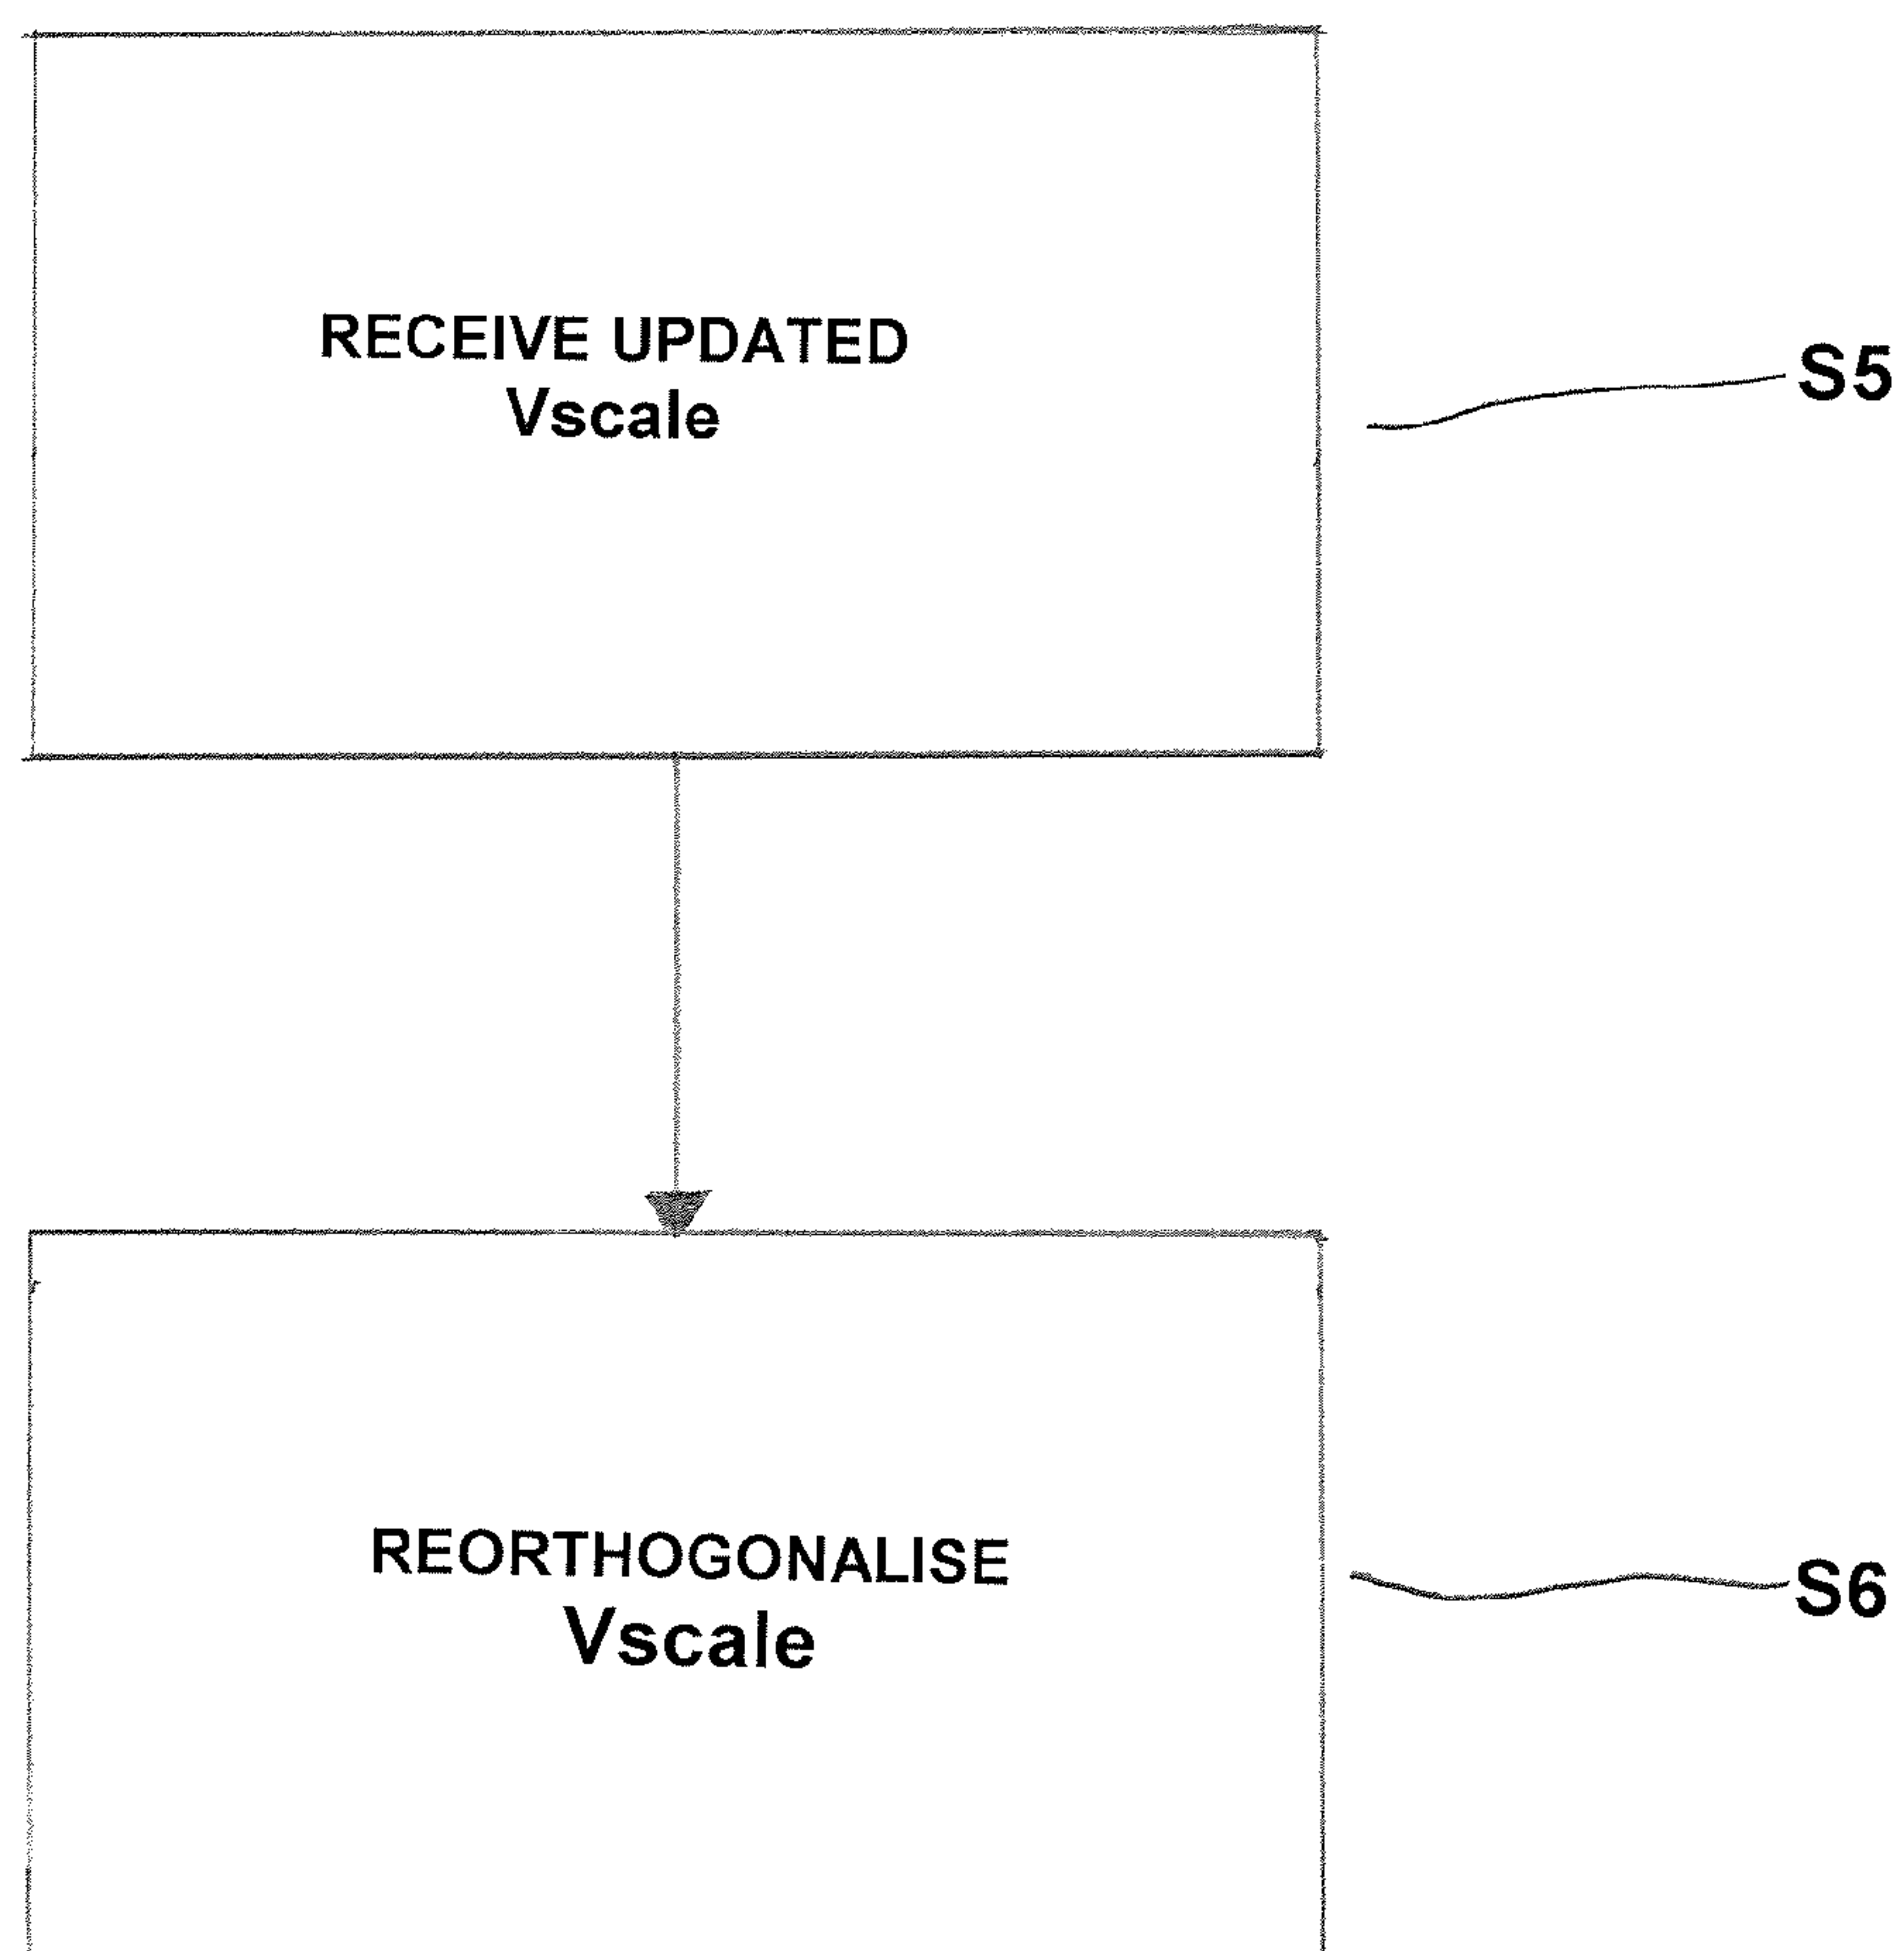 RECEIVE UPDATED
Vscale
S5
REORTHOGONALISE
Vscale
S6